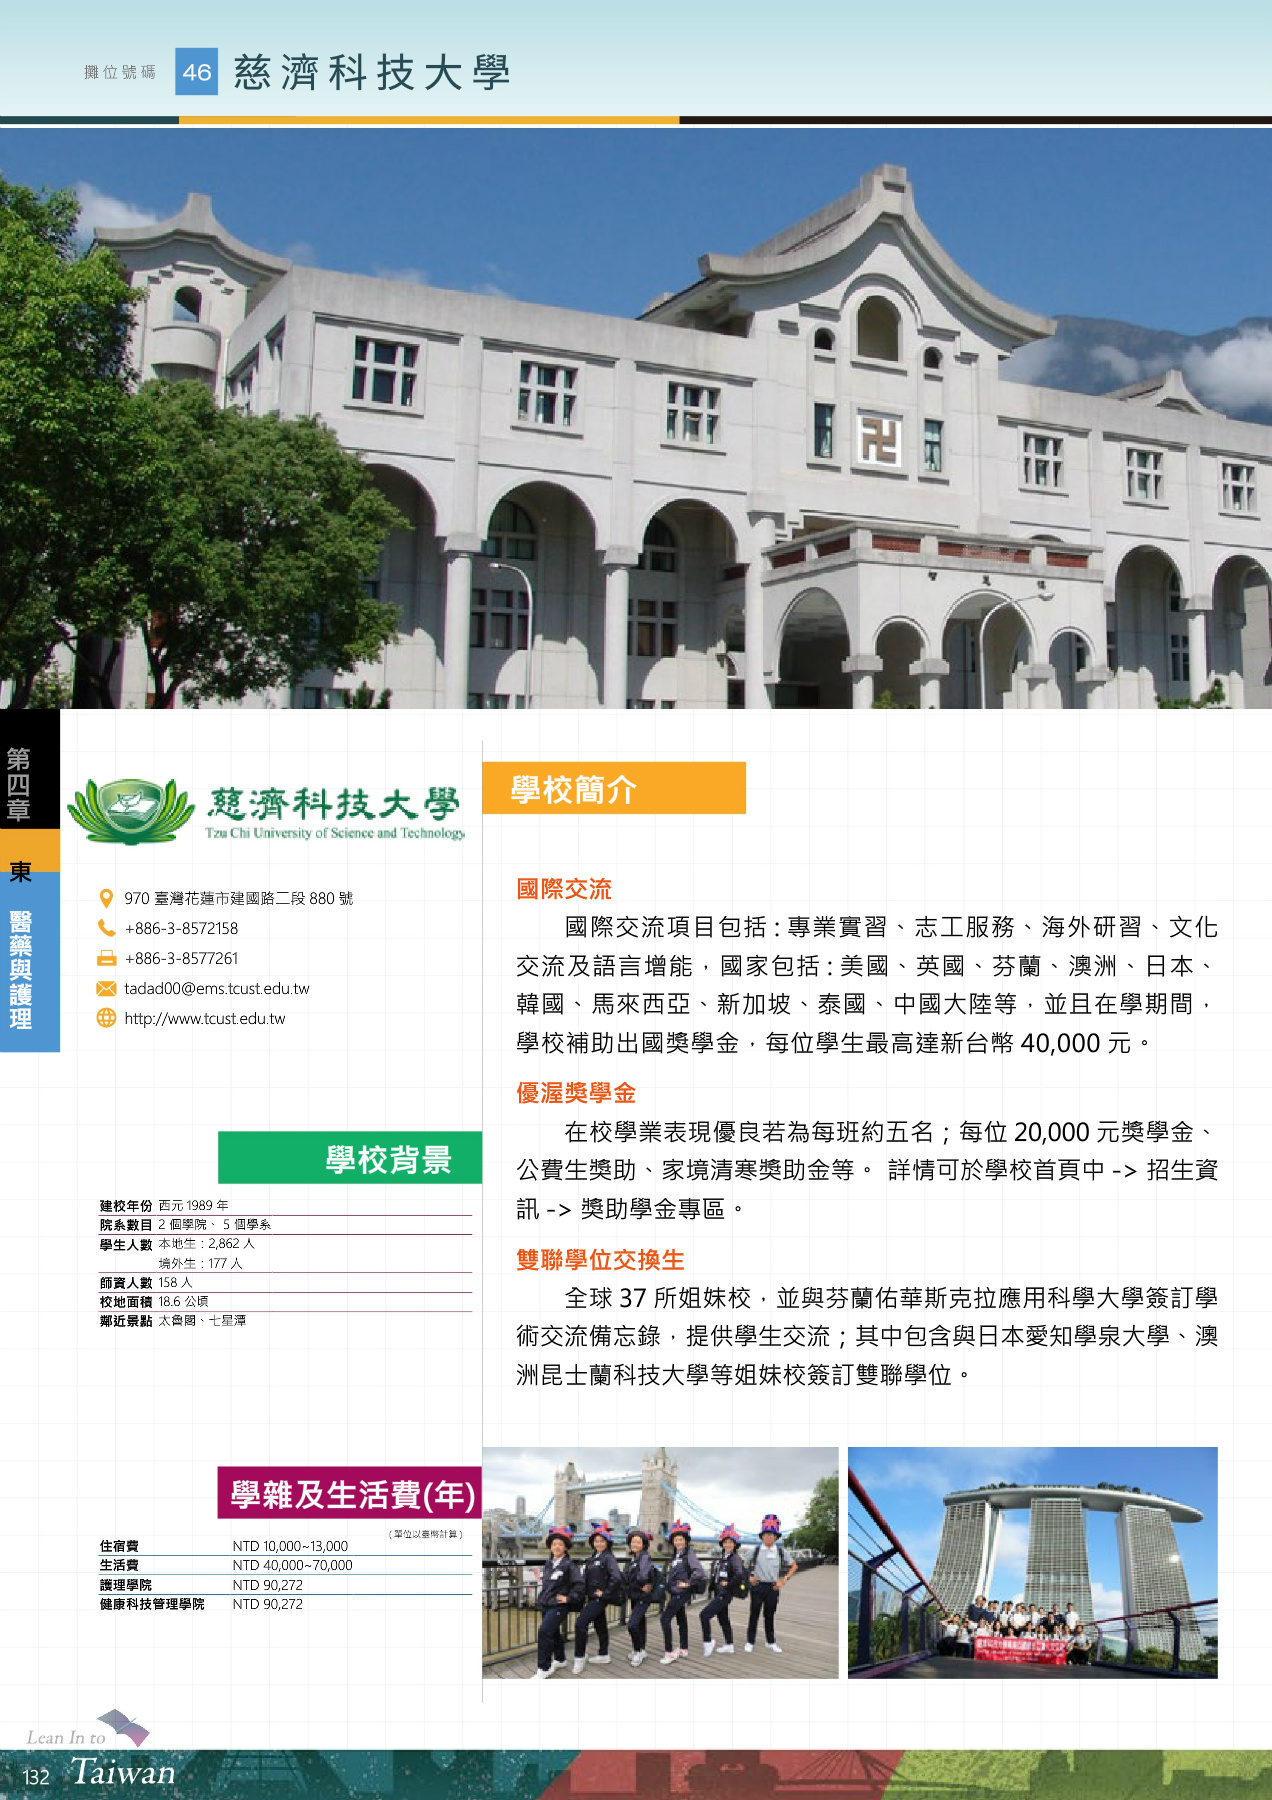 攤位號碼 46 慈濟科技大學
智慧樓
第四章
東
醫藥與護理
慈濟科技大學
Tzu Chi University of Science and Technology
970 臺灣花蓮市建國路二段 880 號
+886-3-8572158
+886-3-8577261
tadad00@ems.tcust.edu.tw
http://www.tcust.edu.tw
學校背景
建校年份 西元 1989 年
院系數目 2 個學院、 5 個學系
學生人數 本地生：2,862 人
境外生：177 人
師資人數 158 人
校地面積 18.6 公頃
鄰近景點 太魯閣、七星潭
學雜及生活費(年)
(單位以臺幣計算)
住宿費 NTD 10,000~13,000
生活費 NTD 40,000~70,000
護理學院 NTD 90,272
健康科技管理學院 NTD 90,272
學校簡介
國際交流
國際交流項目包括：專業實習、志工服務、海外研習、文化
交流及語言增能，國家包括：美國、英國、芬蘭、澳洲、日本、
韓國、馬來西亞、新加坡、泰國、中國大陸等，並且在學期間，
學校補助出國獎學金，每位學生最高達新台幣 40,000 元。
優渥獎學金
在校學業表現優良若為每班約五名；每位 20,000 元獎學金、
公費生獎助、家境清寒獎助金等。 詳情可於學校首頁中 -> 招生資
訊 -> 獎助學金專區。
雙聯學位交換生
全球 37 所姐妹校，並與芬蘭佑華斯克拉應用科學大學簽訂學
術交流備忘錄，提供學生交流；其中包含與日本愛知學泉大學、澳
洲昆士蘭科技大學等姐妹校簽訂雙聯學位。
Lean In to
132 Taiwan